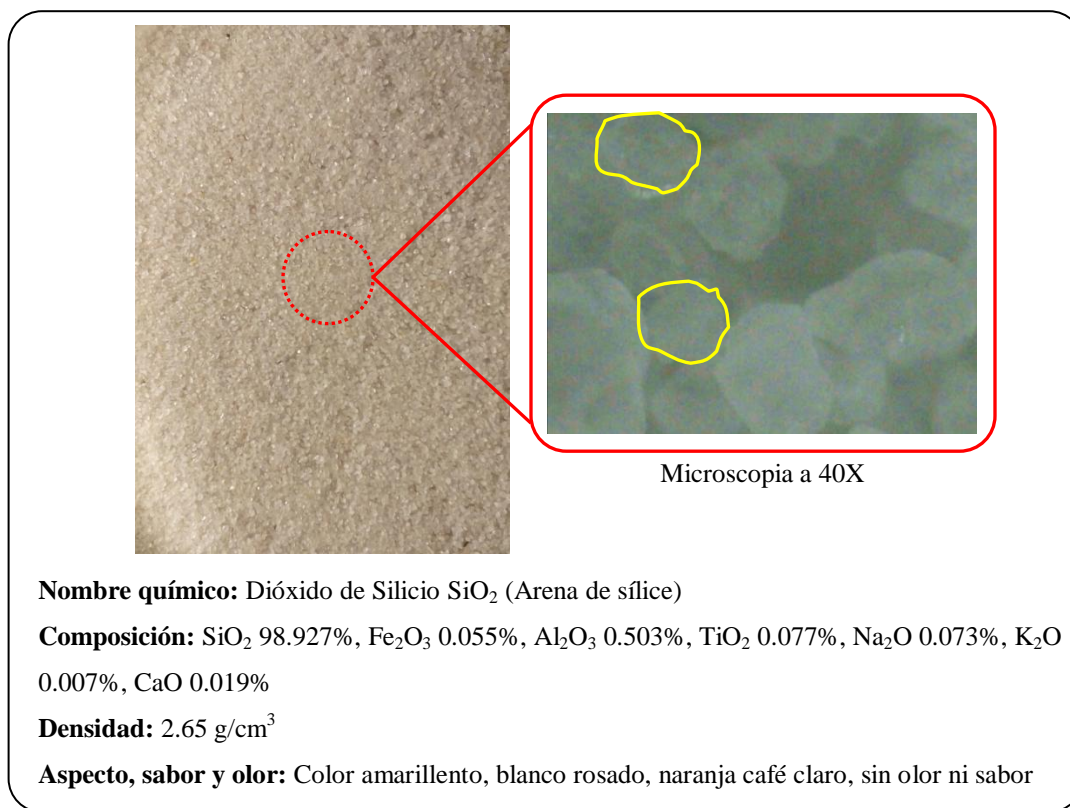 Microscopia a 40X
Nombre químico: Dióxido de Silicio SiO₂ (Arena de sílice)
Composición: SiO₂ 98.927%, Fe₂O₃ 0.055%, Al₂O₃ 0.503%, TiO₂ 0.077%, Na₂O 0.073%, K₂O
0.007%, CaO 0.019%
Densidad: 2.65 g/cm³
Aspecto, sabor y olor: Color amarillento, blanco rosado, naranja café claro, sin olor ni sabor